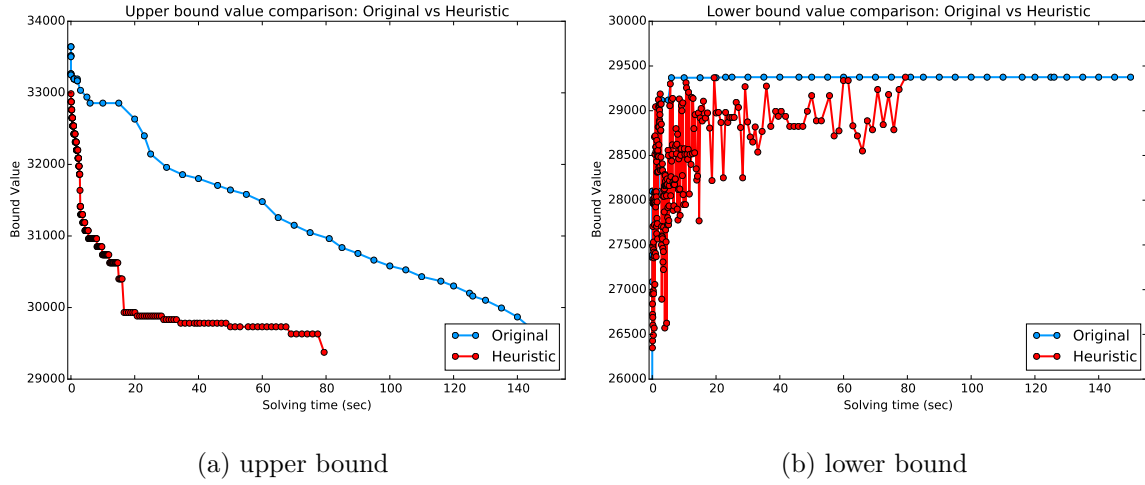 Upper bound value comparison: Original vs Heuristic
34000
33000
32000
31000
30000
29000
Bound Value
0 20 40 60 80 100 120 140
Solving time (sec)
Original
Heuristic
(a) upper bound
Lower bound value comparison: Original vs Heuristic
30000
29500
29000
28500
28000
27500
27000
26500
26000
Bound Value
0 20 40 60 80 100 120 140
Solving time (sec)
Original
Heuristic
(b) lower bound